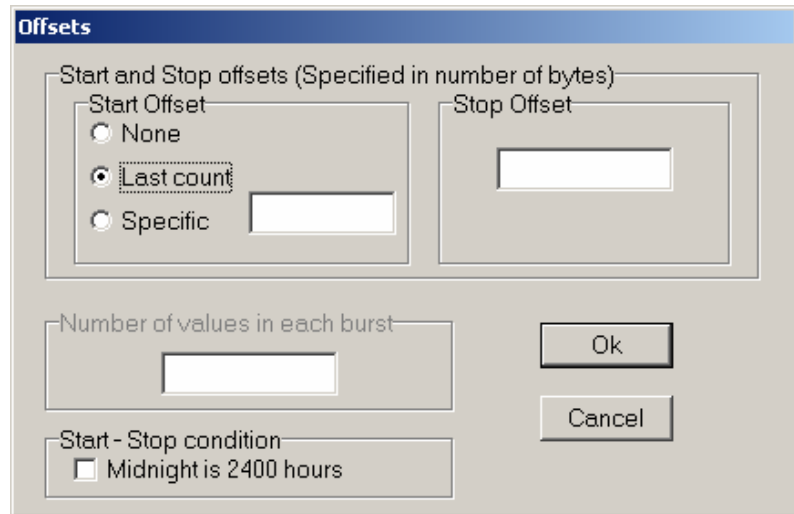 Offsets
Start and Stop offsets (Specified in number of bytes)
Start Offset
None
Last count
Specific
Stop Offset
Number of values in each burst
Ok
Cancel
Start - Stop condition
Midnight is 2400 hours